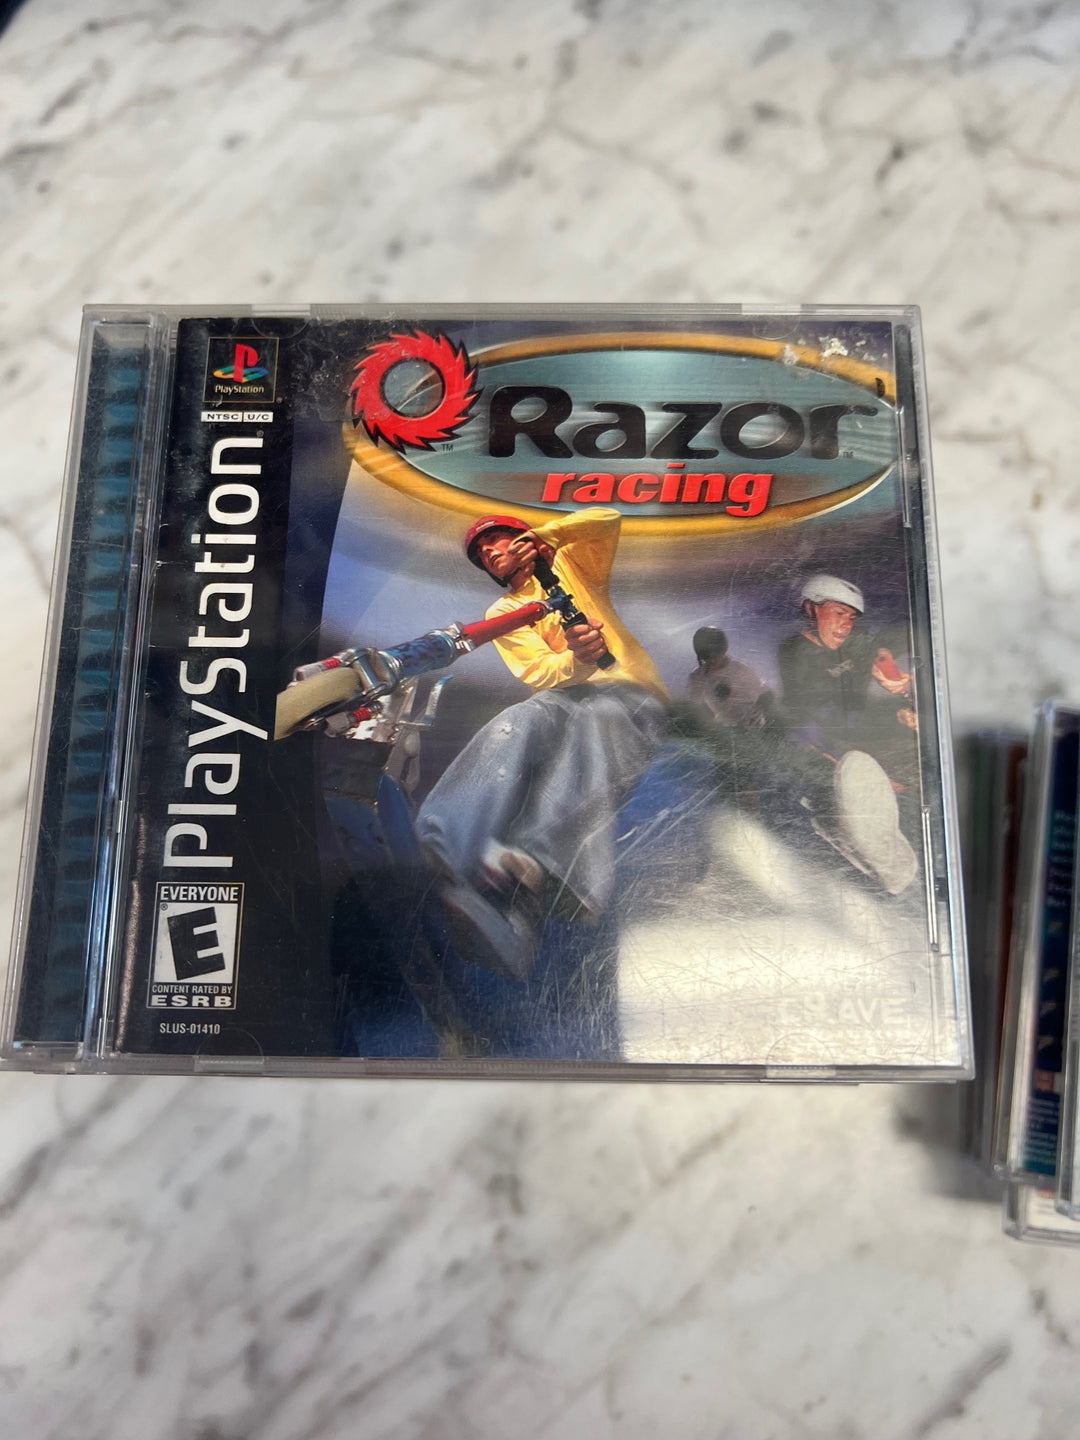 PlayStation
NTSC U/C
PlayStation
Razor
racing
EVERYONE
E
CONTENT RATED BY
ESRB
SLUS-01410